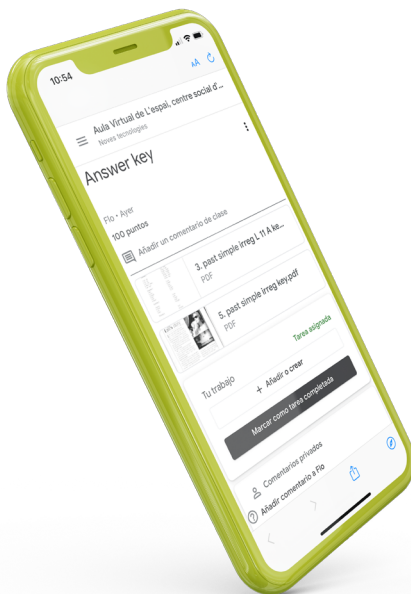 10:54
AA
Aula Virtual de L'espai, centre social d'...
Noves tecnologies
Answer key
Flo • Ayer
100 puntos
Añadir un comentario de clase
3. past simple irreg L 11 A ke...
PDF
5. past simple irreg key.pdf
PDF
Tu trabajo
Tarea asignada
+ Añadir o crear
Marcar como tarea completada
Comentarios privados
Añadir comentario a Flo